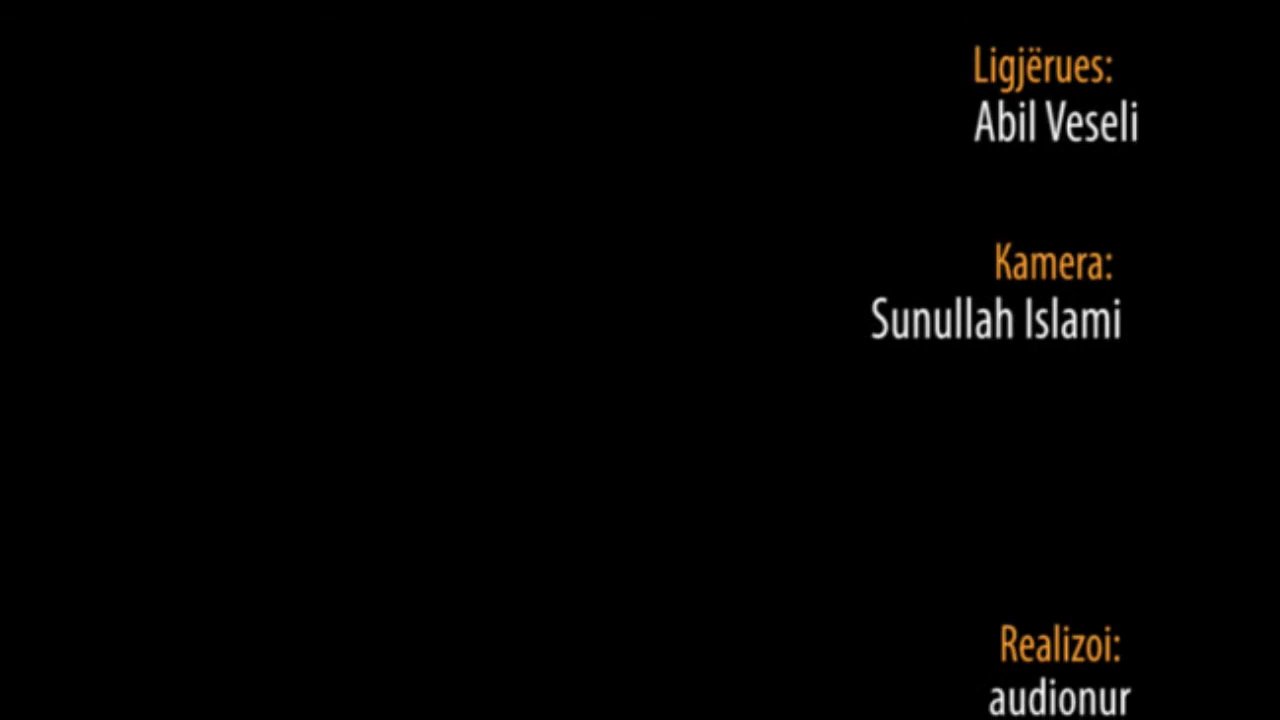 Ligjërues:
Abil Veseli
Kamera:
Sunullah Islami
Realizoi:
audionur